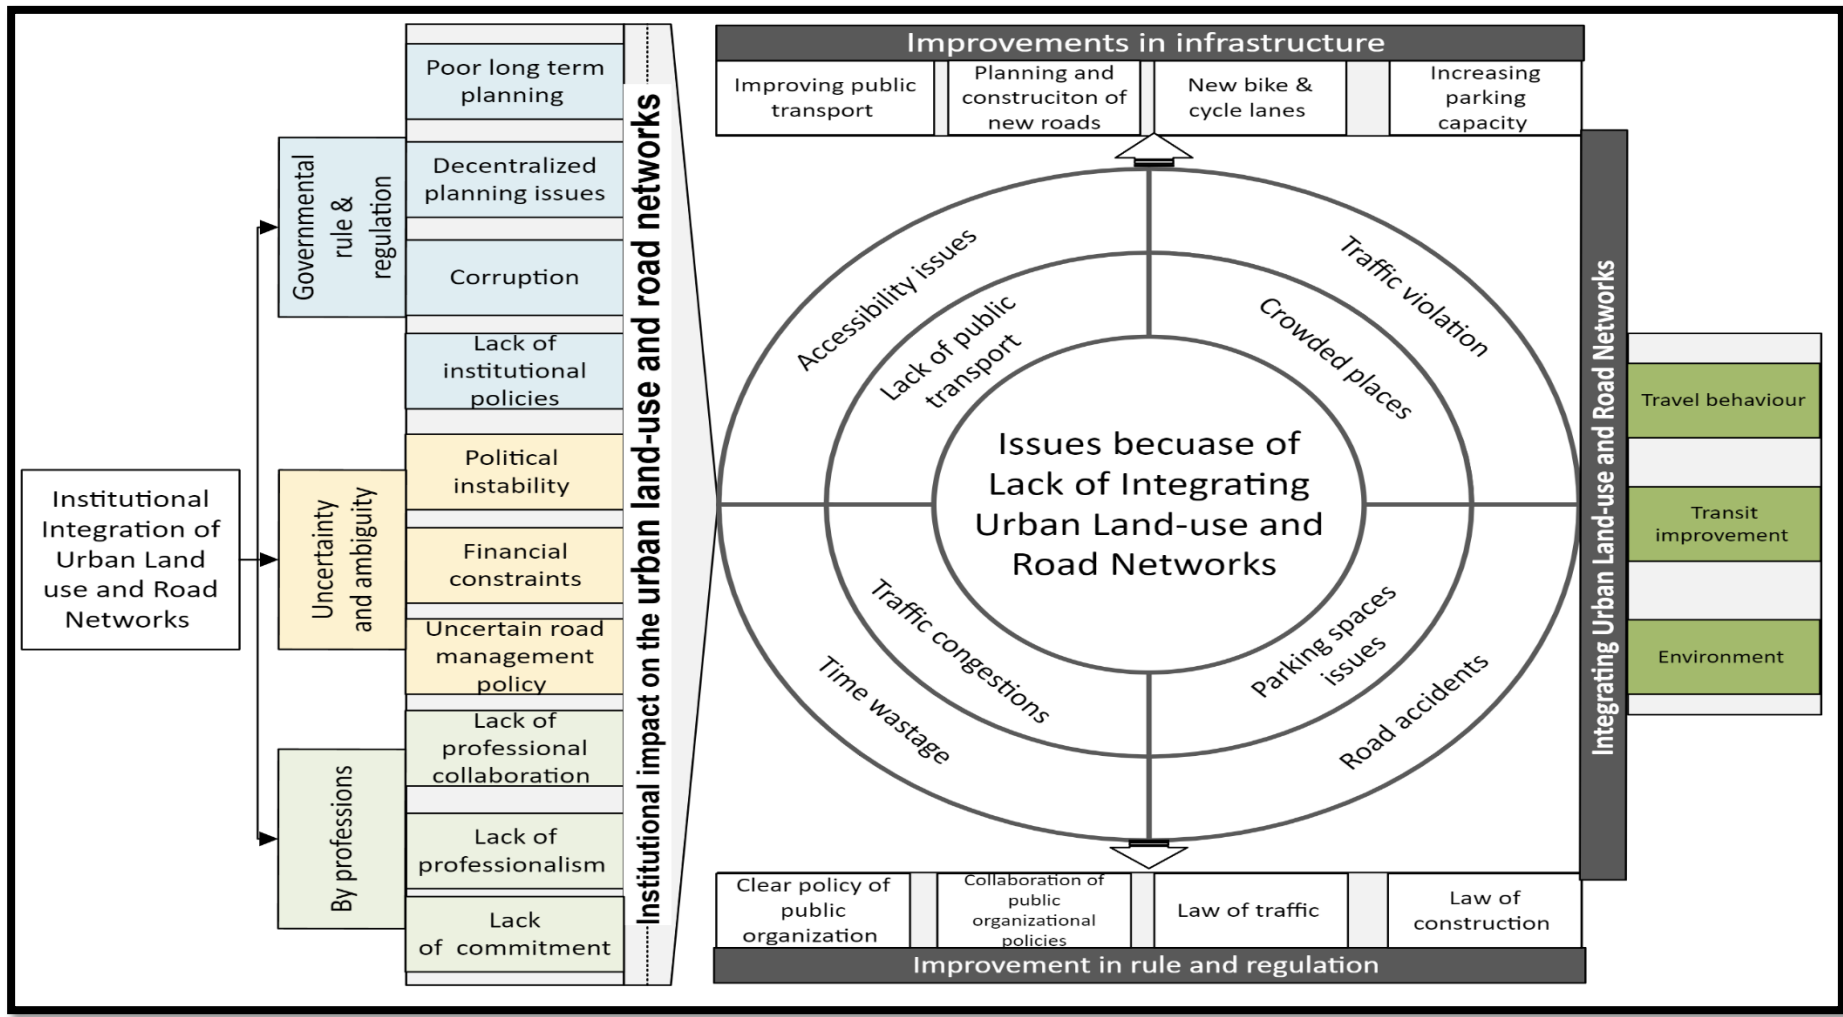 Institutional
Integration of
Urban Land
use and Road
Networks
Governmental
rule &
regulation
Uncertainty
and ambiguity
By professions
Poor long term
planning
Decentralized
planning issues
Corruption
Lack of
institutional
policies
Political
instability
Financial
constraints
Uncertain road
management
policy
Lack of
professional
collaboration
Lack of
professionalism
Lack
of commitment
Institutional impact on the urban land-use and road networks
Improvements in infrastructure
Improving public
transport
Planning and
construciton of
new roads
New bike &
cycle lanes
Increasing
parking
capacity
Accessibility issues
Traffic violation
Lack of public
transport
Crowded places
Issues becuase of
Lack of Integrating
Urban Land-use and
Road Networks
Traffic congestions
Parking spaces
issues
Time wastage
Road accidents
Clear policy of
public
organization
Collaboration of
public
organizational
policies
Law of traffic
Law of
construction
Improvement in rule and regulation
Integrating Urban Land-use and Road Networks
Travel behaviour
Transit
improvement
Environment